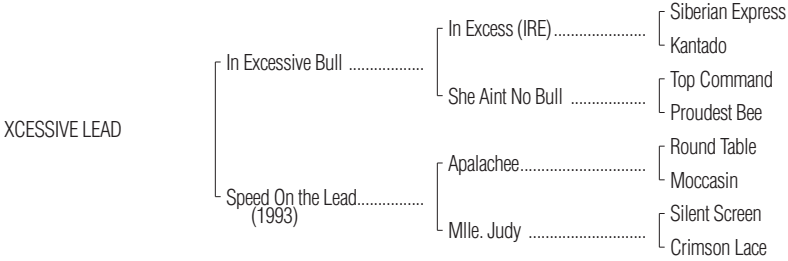 Siberian Express
In Excess (IRE)......................
Kantado
In Excessive Bull ..................
Top Command
She Aint No Bull ..................
Proudest Bee
XCESSIVE LEAD
Round Table
Apalachee..............................
Moccasin
Speed On the Lead................
(1993)
Silent Screen
Mlle. Judy ............................
Crimson Lace